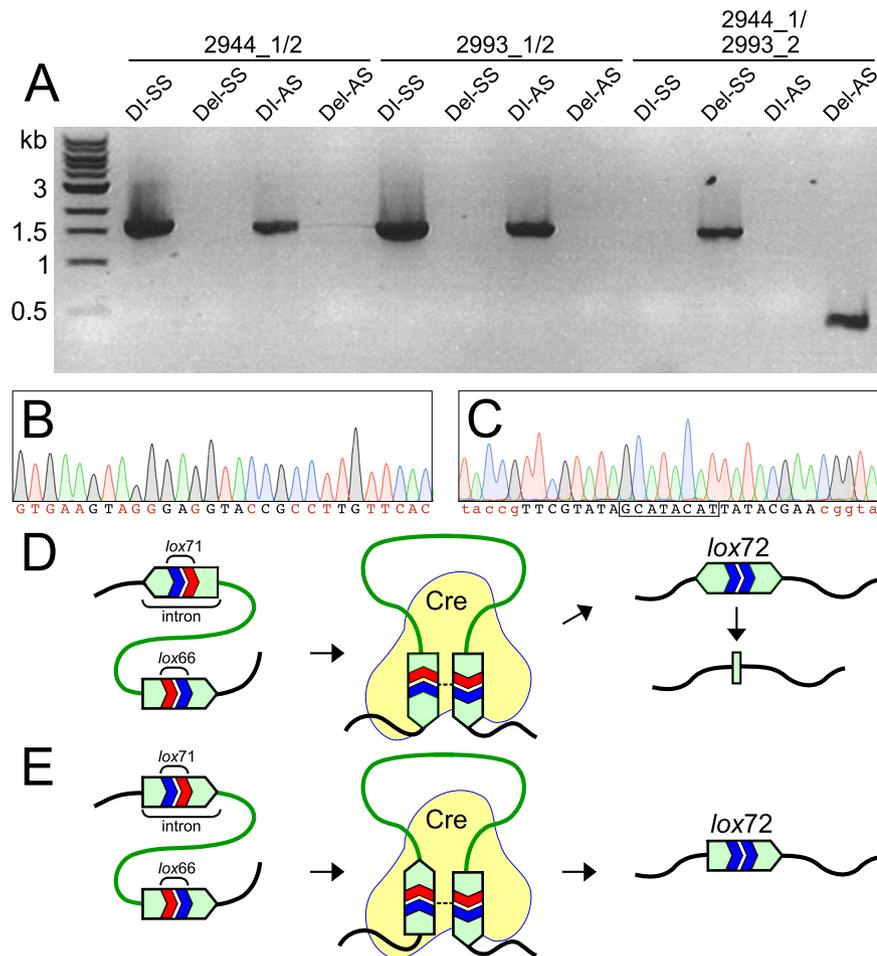 2944_1/2
2993_1/2
2944_1/
2993_2
A
DI-SS
Del-SS
DI-AS
Del-AS
DI-SS
Del-SS
DI-AS
Del-AS
DI-SS
Del-SS
DI-AS
Del-AS
kb
3
1.5
1
0.5
B
GTGAAGTAGGGAGGTACCGCCTTGTTCAC
C
taccgTTCGTATAGCATACATTATACGAAcggta
D
lox71
intron
lox66
Cre
lox72
E
lox71
intron
lox66
Cre
lox72